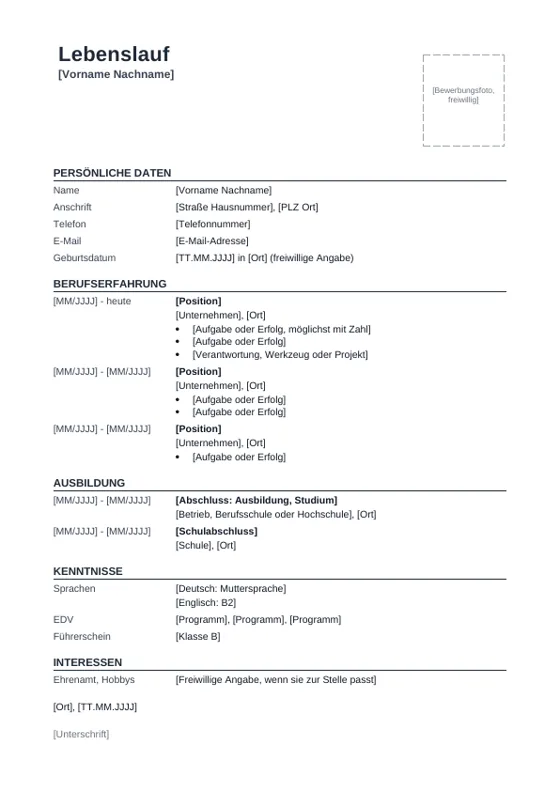 Lebenslauf
[Vorname Nachname]
[Bewerbungsfoto,
freiwillig]
PERSÖNLICHE DATEN
Name [Vorname Nachname]
Anschrift [Straße Hausnummer], [PLZ Ort]
Telefon [Telefonnummer]
E-Mail [E-Mail-Adresse]
Geburtsdatum [TT.MM.JJJJ] in [Ort] (freiwillige Angabe)
BERUFSERFAHRUNG
[MM/JJJJ] - heute [Position]
[Unternehmen], [Ort]
• [Aufgabe oder Erfolg, möglichst mit Zahl]
• [Aufgabe oder Erfolg]
• [Verantwortung, Werkzeug oder Projekt]
[MM/JJJJ] - [MM/JJJJ] [Position]
[Unternehmen], [Ort]
• [Aufgabe oder Erfolg]
• [Aufgabe oder Erfolg]
[MM/JJJJ] - [MM/JJJJ] [Position]
[Unternehmen], [Ort]
• [Aufgabe oder Erfolg]
AUSBILDUNG
[MM/JJJJ] - [MM/JJJJ] [Abschluss: Ausbildung, Studium]
[Betrieb, Berufsschule oder Hochschule], [Ort]
[MM/JJJJ] - [MM/JJJJ] [Schulabschluss]
[Schule], [Ort]
KENNTNISSE
Sprachen [Deutsch: Muttersprache]
[Englisch: B2]
EDV [Programm], [Programm], [Programm]
Führerschein [Klasse B]
INTERESSEN
Ehrenamt, Hobbys [Freiwillige Angabe, wenn sie zur Stelle passt]
[Ort], [TT.MM.JJJJ]
[Unterschrift]